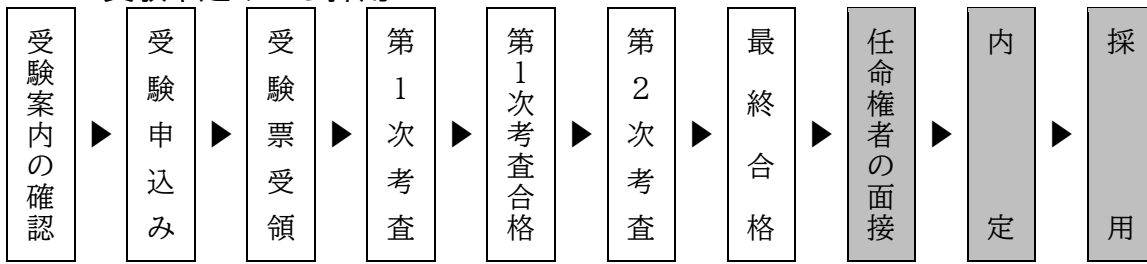 受験案内の確認
▶
受験申込み
▶
受験票受領
▶
第1次考査
▶
第1次考査合格
▶
第2次考査
▶
最終合格
▶
任命権者の面接
▶
内定
▶
採用